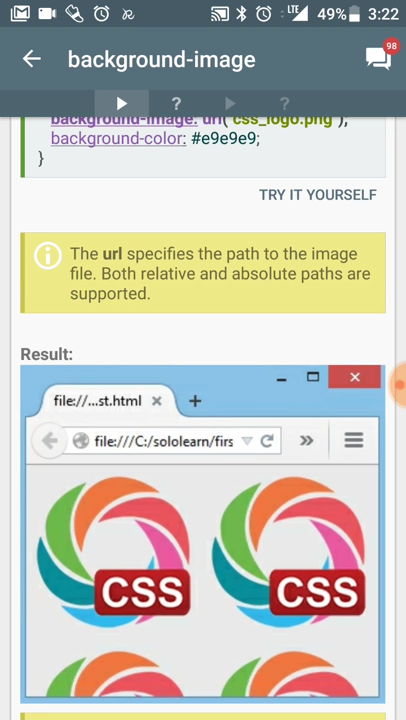 LTE 49% 3:22
background-image
98
? ?
background-image: url("css_logo.png");
background-color: #e9e9e9;
}
TRY IT YOURSELF
The url specifies the path to the image
file. Both relative and absolute paths are
supported.
Result:
file://...st.html
file:///C:/sololearn/firs
CSS CSS